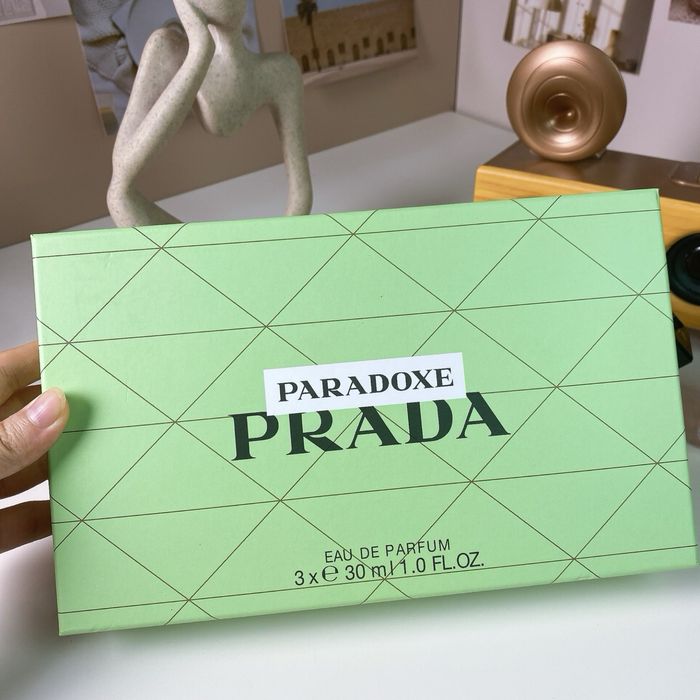 PARADOXE
PRADA
EAU DE PARFUM
3 x ℮ 30 ml 1.0 FL.OZ.